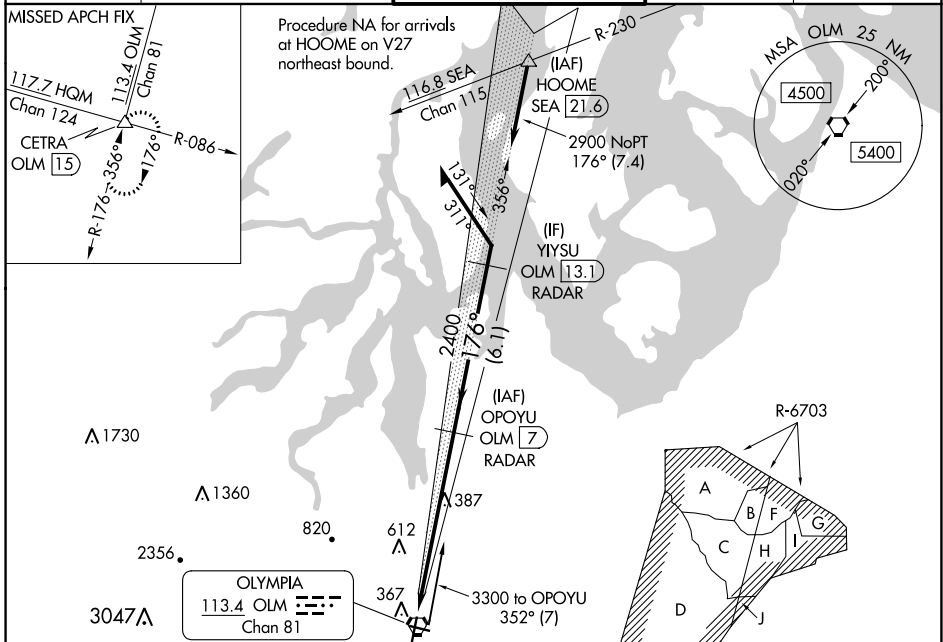 MISSED APCH FIX
113.4 OLM
Chan 81
117.7 HQM
Chan 124
CETRA
OLM 15
R-086
356°
176°
R-176
Procedure NA for arrivals
at HOOME on V27
northeast bound.
R-230
116.8 SEA
Chan 115
(IAF)
HOOME
SEA 21.6
2900 NoPT
176° (7.4)
MSA OLM 25 NM
4500
200°
5400
020°
131°
311°
356°
(IF)
YIYSU
OLM 13.1
RADAR
2400
176°
(6.1)
(IAF)
OPOYU
OLM 7
RADAR
1730
1360
387
820
612
2356
367
3047
OLYMPIA
113.4 OLM
Chan 81
3300 to OPOYU
352° (7)
R-6703
A
B
F
G
C
H
I
D
J